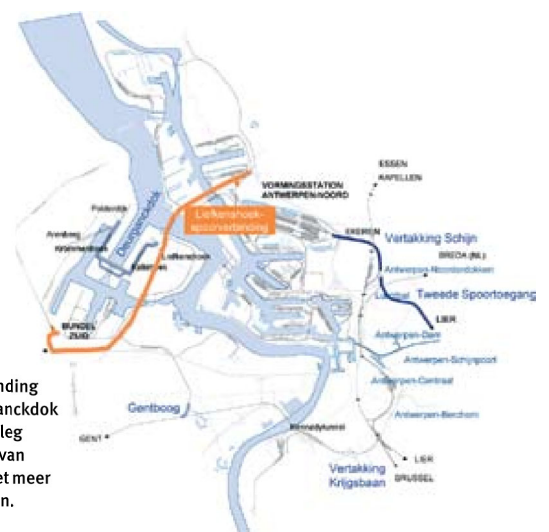 ESSEN
KAPELLEN
VORMINGSSTATION
ANTWERPEN-NOORD
Liefkenshoek-
spoorverbinding
EKEREN
Vertakking Schijn
BREDA (NL)
Antwerpen-Noorderdokken
Tweede Spoortoegang
LIER
Deurganckdok
Liefkenshoek
BUNDEL
ZUID
Antwerpen-Dam
Antwerpen-Schijnpoort
Antwerpen-Centraal
Antwerpen-Berchem
Gentboog
GENT
Kennedytunnel
LIER
BRUSSEL
Vertakking
Krijgsbaan
nding
anckdok
leg
van
et meer
n.